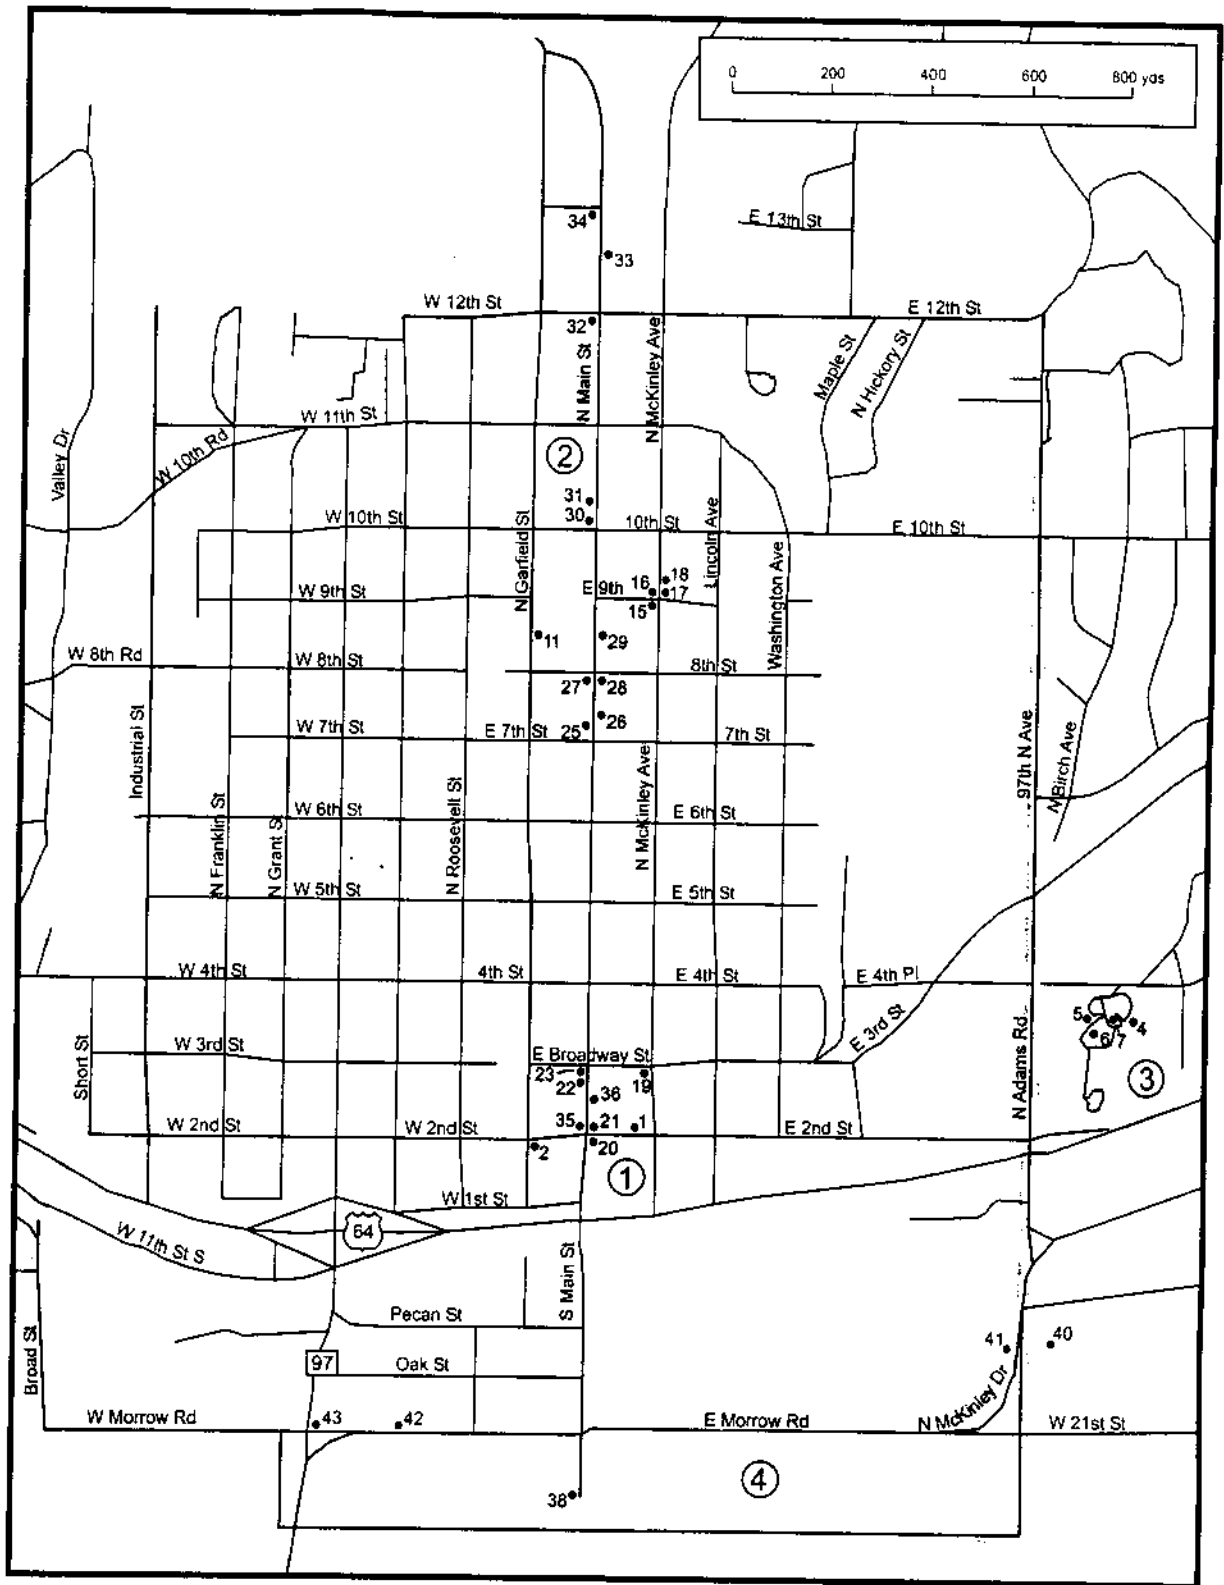 0 200 400 600 800 yds
34
E 13th St
33
W 12th St
E 12th St
32
N Main St
N McKinley Ave
Maple St
N Hickory St
W 11th St
Valley Dr
W 10th Rd
2
31
30
W 10th St
10th St
E 10th St
N Garfield St
Lincoln Ave
Washington Ave
W 9th St
E 9th
16
18
17
15
11
29
W 8th Rd
W 8th St
8th St
27
28
Industrial St
26
W 7th St
E 7th St
25
7th St
97th N Ave
N Birch Ave
N Franklin St
N Grant St
W 6th St
N Roosevelt St
N McKinley Ave
E 6th St
W 5th St
E 5th St
W 4th St
4th St
E 4th St
E 4th Pl
Short St
W 3rd St
E Broadway St
E 3rd St
N Adams Rd
5
4
6
7
3
23
22
19
36
W 2nd St
W 2nd St
35
21
1
E 2nd St
2
20
1
W 1st St
W 11th St S
64
S Main St
Pecan St
Broad St
97
Oak St
41
40
W Morrow Rd
43
42
E Morrow Rd
N McKinley Dr
W 21st St
38
4